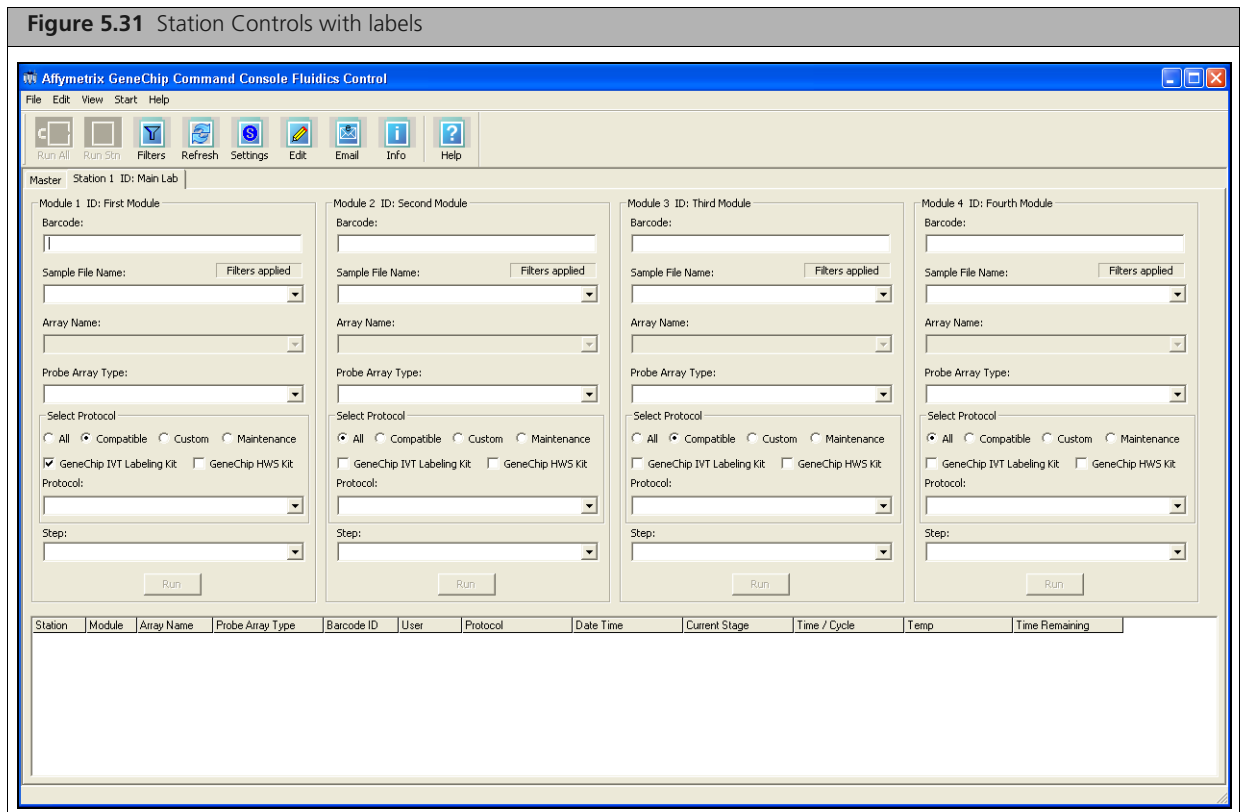 Figure 5.31 Station Controls with labels
Affymetrix GeneChip Command Console Fluidics Control
File Edit View Start Help
Run All Run Stn Filters Refresh Settings Edit Email Info Help
Master Station 1 ID: Main Lab
Module 1 ID: First Module
Barcode:
Sample File Name: Filters applied
Array Name:
Probe Array Type:
Select Protocol
All Compatible Custom Maintenance
GeneChip IVT Labeling Kit GeneChip HWS Kit
Protocol:
Step:
Run
Module 2 ID: Second Module
Barcode:
Sample File Name: Filters applied
Array Name:
Probe Array Type:
Select Protocol
All Compatible Custom Maintenance
GeneChip IVT Labeling Kit GeneChip HWS Kit
Protocol:
Step:
Run
Module 3 ID: Third Module
Barcode:
Sample File Name: Filters applied
Array Name:
Probe Array Type:
Select Protocol
All Compatible Custom Maintenance
GeneChip IVT Labeling Kit GeneChip HWS Kit
Protocol:
Step:
Run
Module 4 ID: Fourth Module
Barcode:
Sample File Name: Filters applied
Array Name:
Probe Array Type:
Select Protocol
All Compatible Custom Maintenance
GeneChip IVT Labeling Kit GeneChip HWS Kit
Protocol:
Step:
Run
Station Module Array Name Probe Array Type Barcode ID User Protocol Date Time Current Stage Time / Cycle Temp Time Remaining